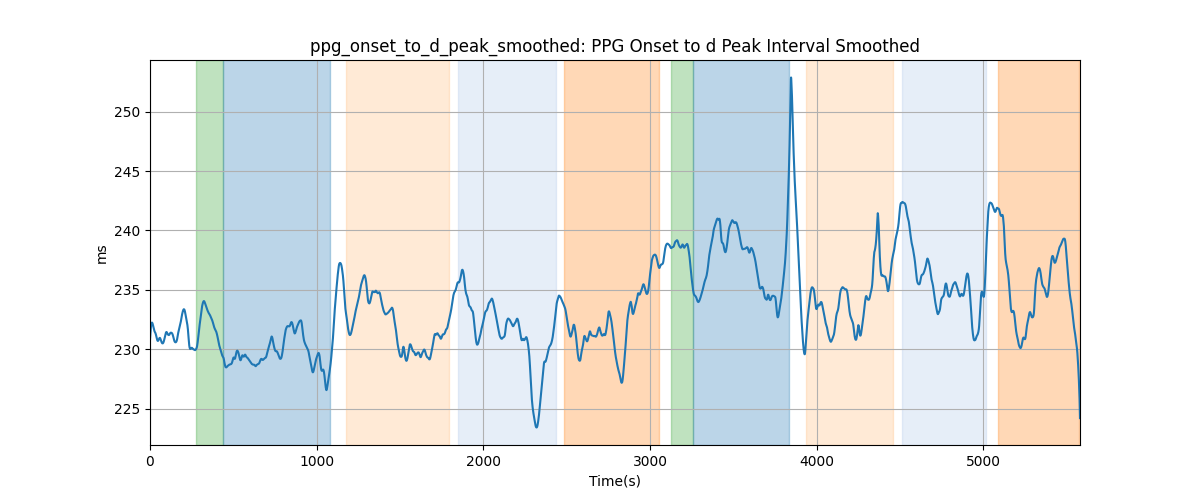 ppg_onset_to_d_peak_smoothed: PPG Onset to d Peak Interval Smoothed
250
245
240
235
230
225
ms
0 1000 2000 3000 4000 5000
Time(s)